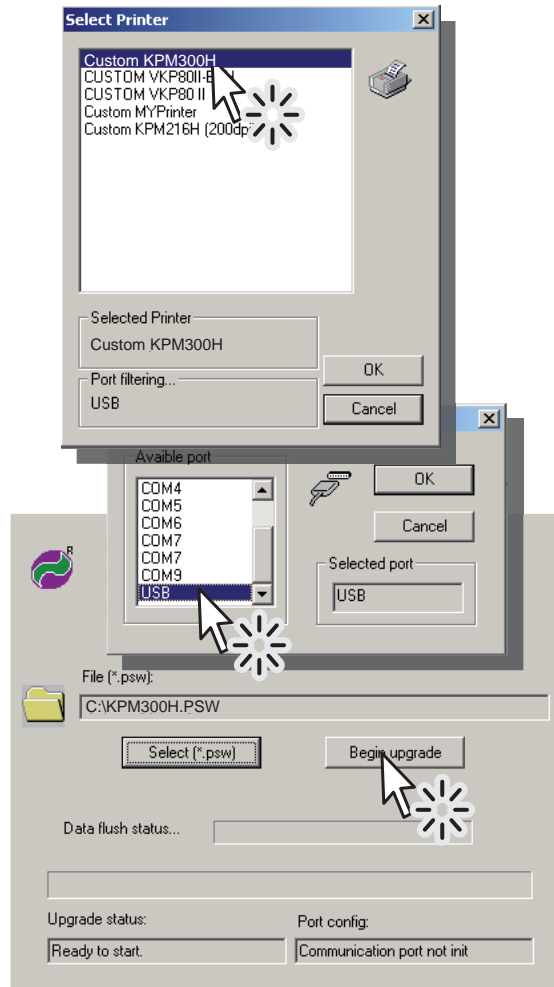 Select Printer
Custom KPM300H
CUSTOM VKP80II-
CUSTOM VKP80 II
Custom MYPrinter
Custom KPM216H (200dpi
Selected Printer
Custom KPM300H
Port filtering...
USB
OK
Cancel
Avaible port
COM4
COM5
COM6
COM7
COM7
COM9
USB
OK
Cancel
Selected port
USB
R
File (*.psw):
C:\KPM300H.PSW
Select (*.psw)
Begin upgrade
Data flush status...
Upgrade status:
Port config:
Ready to start.
Communication port not init